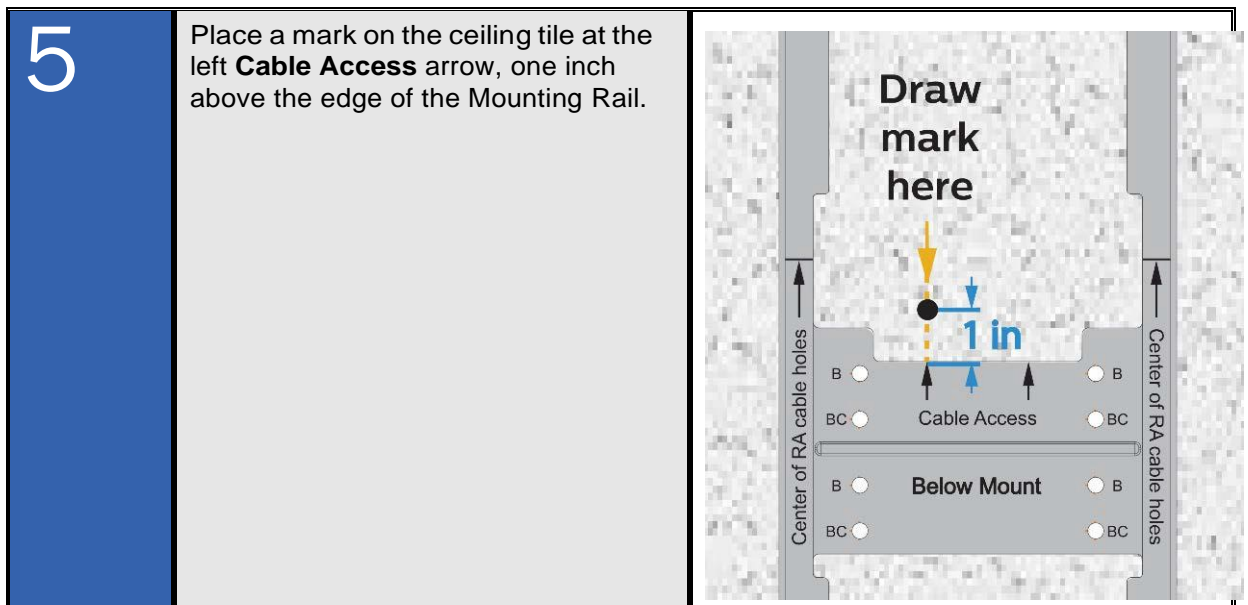 5
Place a mark on the ceiling tile at the
left Cable Access arrow, one inch
above the edge of the Mounting Rail.
Draw
mark
here
1 in
Center of RA cable holes
Center of RA cable holes
B
B
BC
Cable Access
BC
B
Below Mount
B
BC
BC